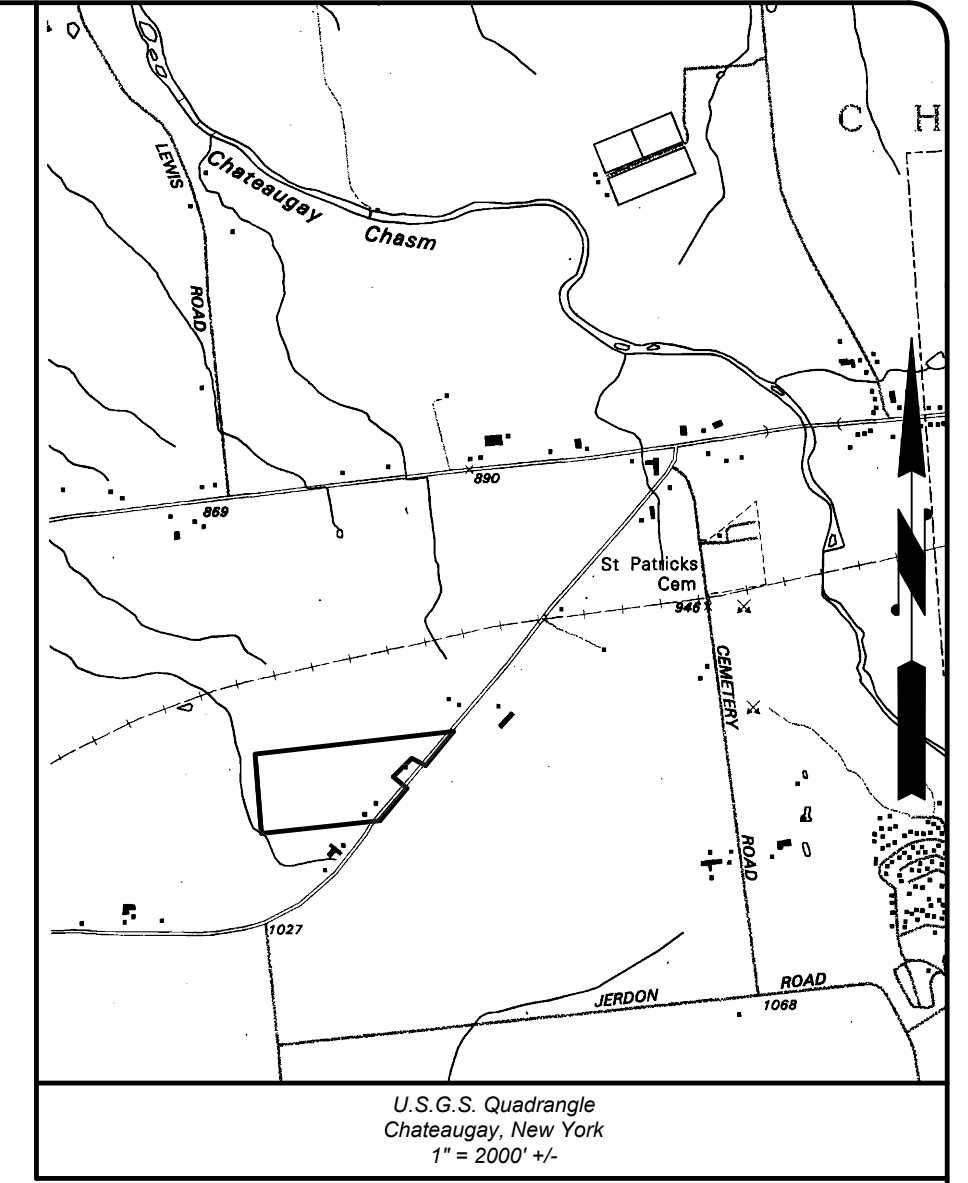 C H
LEWIS
Chateaugay
Chasm
ROAD
890
869
St Patricks
Cem
946
CEMETERY
ROAD
1027
JERDON ROAD
1068
U.S.G.S. Quadrangle
Chateaugay, New York
1" = 2000' +/-